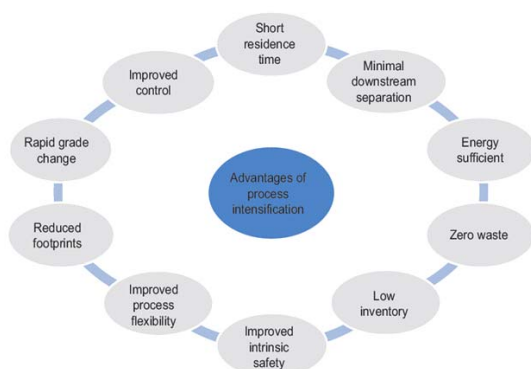 Short
residence
time
Minimal
downstream
separation
Energy
sufficient
Zero waste
Low
inventory
Improved
intrinsic
safety
Improved
process
flexibility
Reduced
footprints
Rapid grade
change
Improved
control
Advantages of
process
intensification